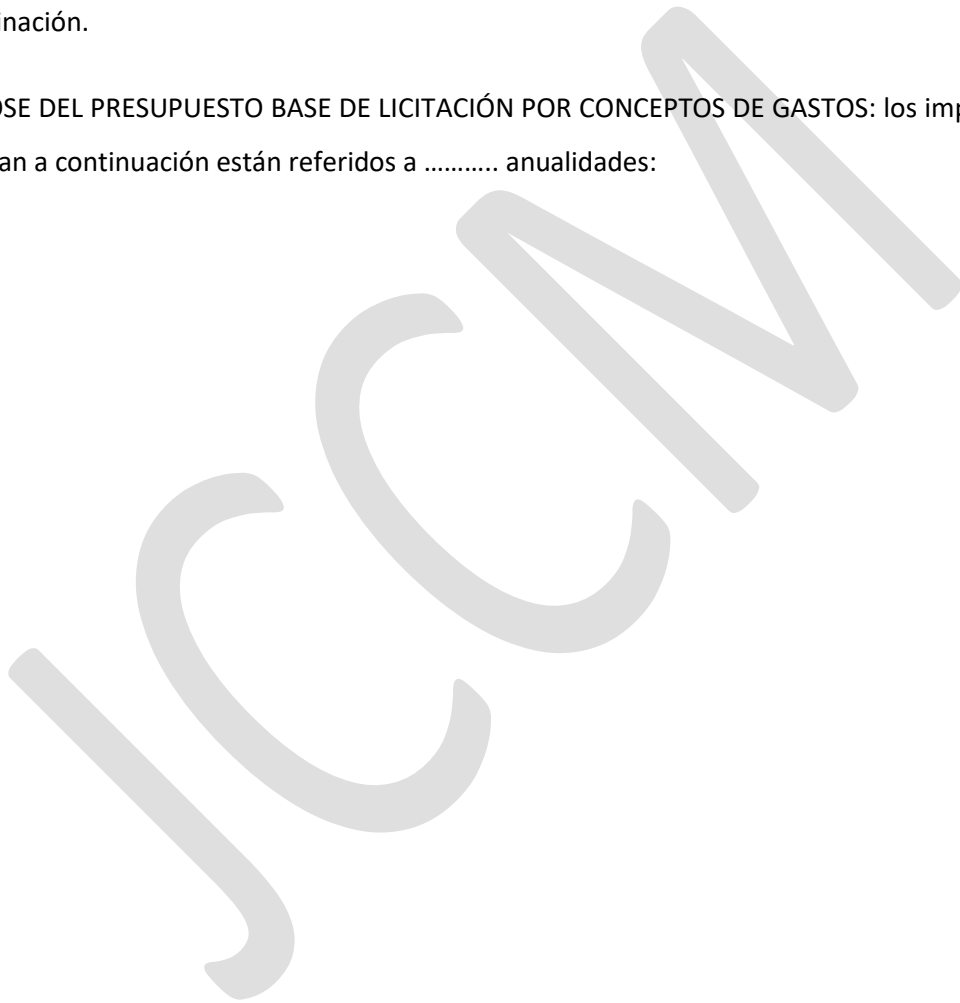 inación.
OSE DEL PRESUPUESTO BASE DE LICITACIÓN POR CONCEPTOS DE GASTOS: los imp
an a continuación están referidos a ……….. anualidades:
JCCM